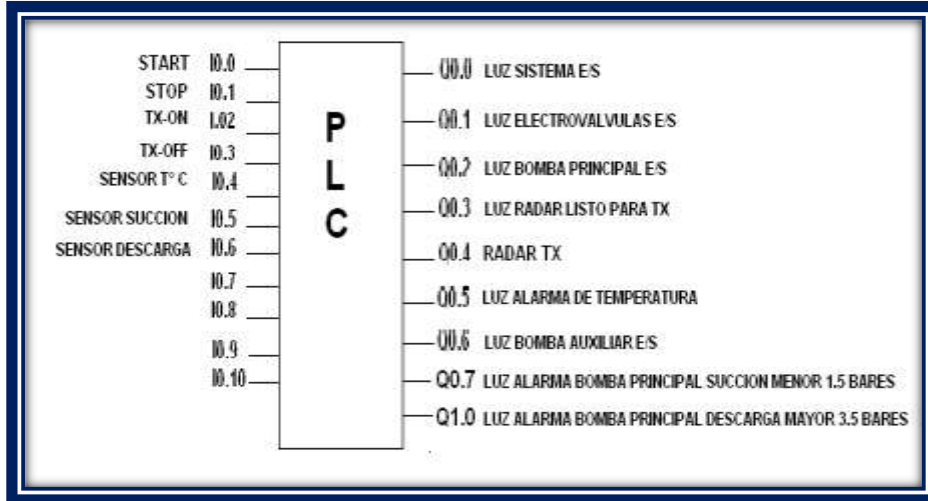 START I0.0
STOP I0.1
TX-ON I.02
TX-OFF I0.3
SENSOR Tº C I0.4
SENSOR SUCCION I0.5
SENSOR DESCARGA I0.6
I0.7
I0.8
I0.9
I0.10
P
L
C
Q0.0 LUZ SISTEMA E/S
Q0.1 LUZ ELECTROVALVULAS E/S
Q0.2 LUZ BOMBA PRINCIPAL E/S
Q0.3 LUZ RADAR LISTO PARA TX
Q0.4 RADAR TX
Q0.5 LUZ ALARMA DE TEMPERATURA
Q0.6 LUZ BOMBA AUXILIAR E/S
Q0.7 LUZ ALARMA BOMBA PRINCIPAL SUCCION MENOR 1.5 BARES
Q1.0 LUZ ALARMA BOMBA PRINCIPAL DESCARGA MAYOR 3.5 BARES